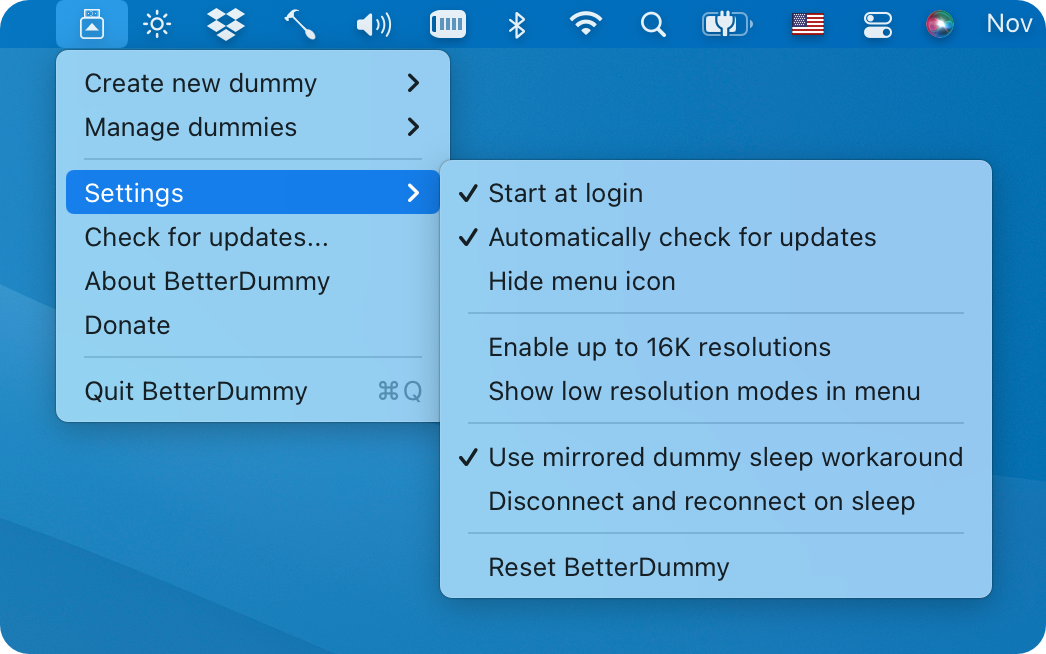 Nov
Create new dummy
Manage dummies
Settings
Check for updates...
About BetterDummy
Donate
Quit BetterDummy ⌘Q
Start at login
Automatically check for updates
Hide menu icon
Enable up to 16K resolutions
Show low resolution modes in menu
Use mirrored dummy sleep workaround
Disconnect and reconnect on sleep
Reset BetterDummy